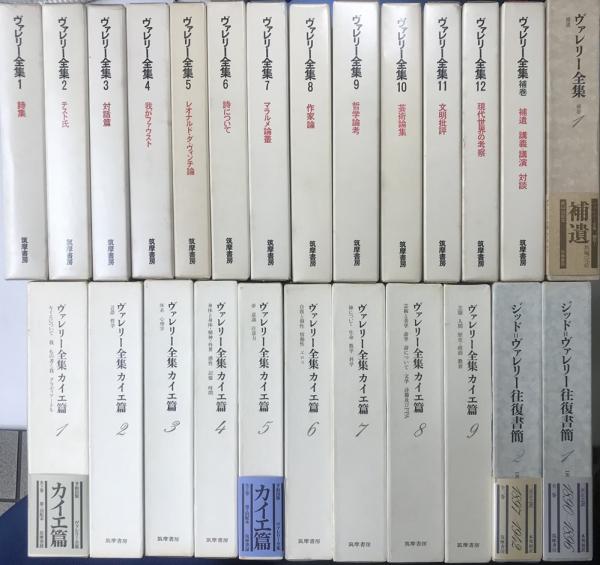 ヴァレリー全集 1
詩集
筑摩書房
ヴァレリー全集 2
テスト氏
筑摩書房
ヴァレリー全集 3
対話篇
筑摩書房
ヴァレリー全集 4
我がファウスト
筑摩書房
ヴァレリー全集 5
レオナルド・ダ・ヴィンチ論
筑摩書房
ヴァレリー全集 6
詩について
筑摩書房
ヴァレリー全集 7
マラルメ論叢
筑摩書房
ヴァレリー全集 8
作家論
筑摩書房
ヴァレリー全集 9
哲学論考
筑摩書房
ヴァレリー全集 10
芸術論集
筑摩書房
ヴァレリー全集 11
文明批評
筑摩書房
ヴァレリー全集 12
現代世界の考察
筑摩書房
ヴァレリー全集 補巻
補遺 講義 講演 対談
筑摩書房
ヴァレリー全集 補巻 1
補遺
補遺
ヴァレリー全集 カイエ篇 1
カイエ篇
ヴァレリー全集 カイエ篇 2
言語 哲学
筑摩書房
ヴァレリー全集 カイエ篇 3
体系 心理学
筑摩書房
ヴァレリー全集 カイエ篇 4
筑摩書房
ヴァレリー全集 カイエ篇 5
カイエ篇
ヴァレリー全集 カイエ篇 6
筑摩書房
ヴァレリー全集 カイエ篇 7
筑摩書房
ヴァレリー全集 カイエ篇 8
筑摩書房
ヴァレリー全集 カイエ篇 9
筑摩書房
ジッド=ヴァレリー往復書簡 2
1897-1942
ジッド=ヴァレリー往復書簡 1
1890-1896